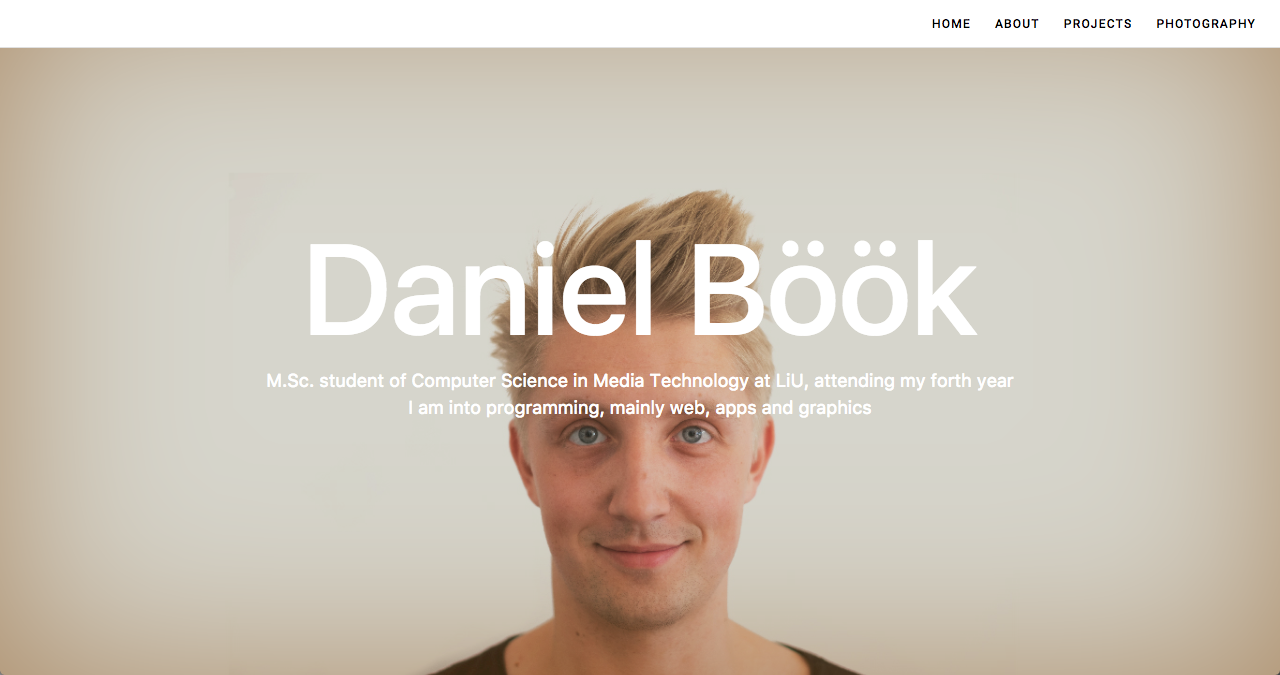 HOME ABOUT PROJECTS PHOTOGRAPHY
Daniel Böök
M.Sc. student of Computer Science in Media Technology at LiU, attending my forth year
I am into programming, mainly web, apps and graphics